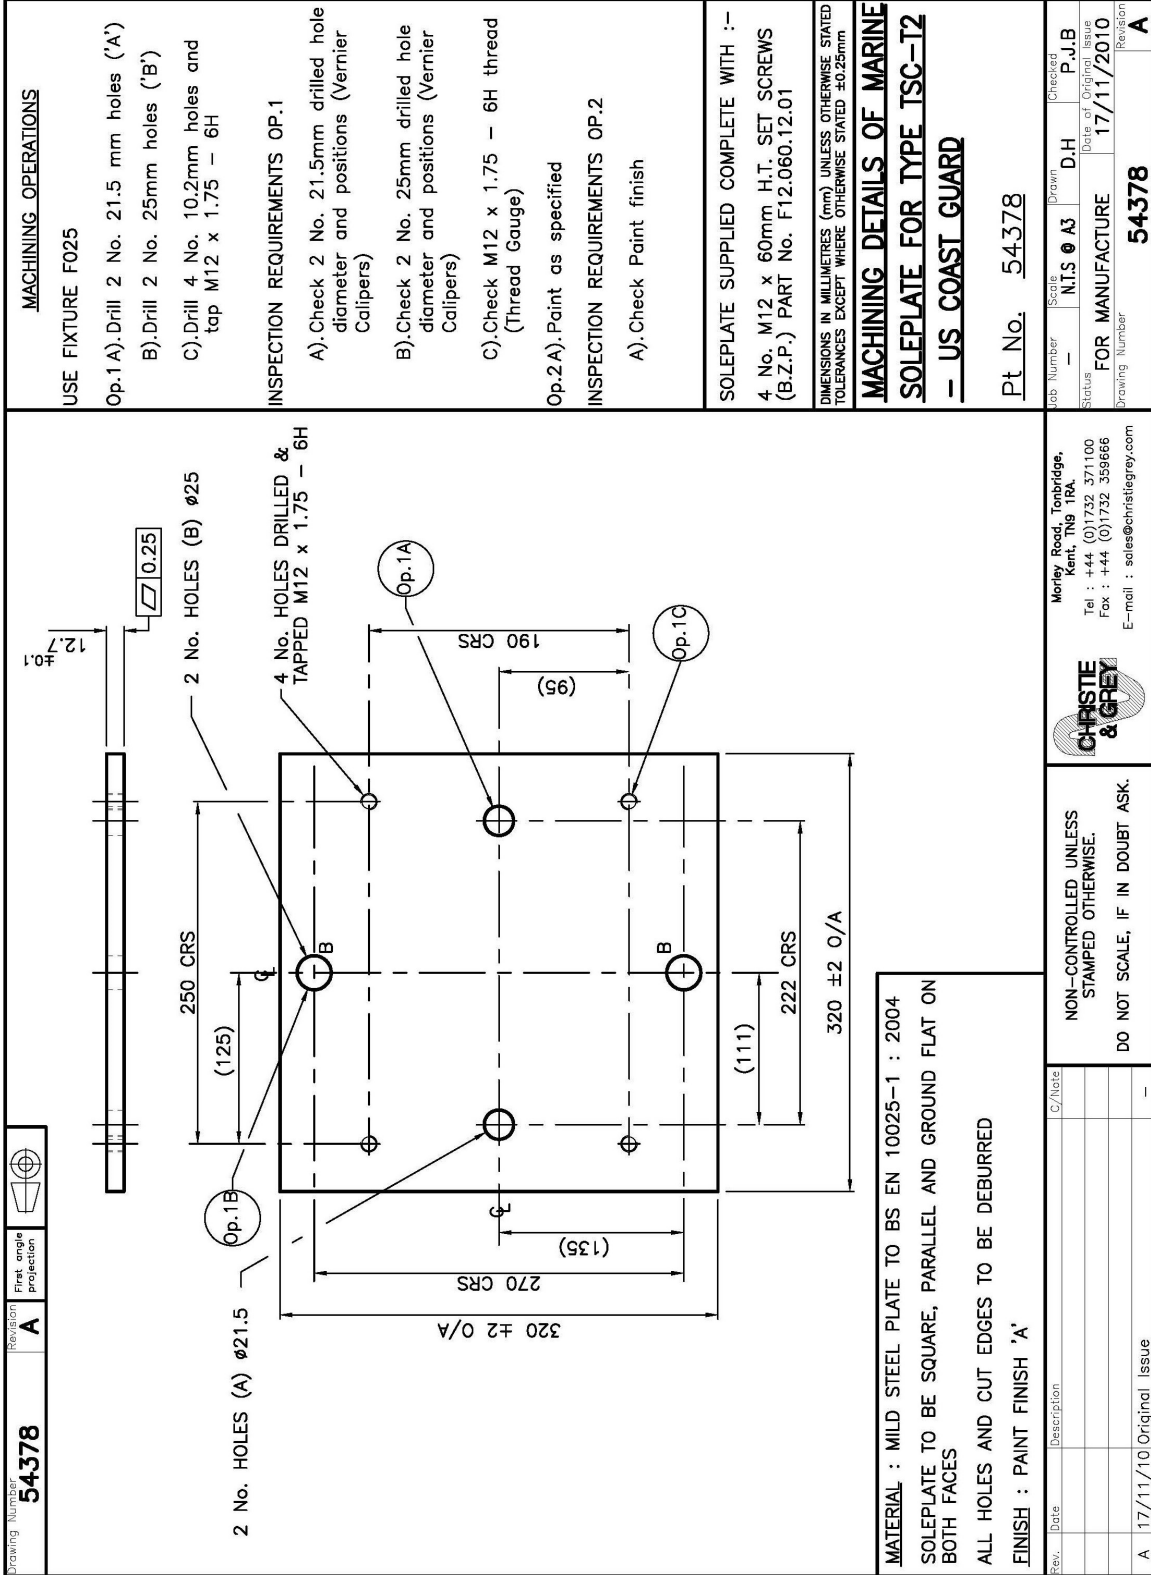 Drawing Number
54378
Revision
A
First angle
projection
12.7
±0.1
0.25
2 No. HOLES (B) ø25
4 No. HOLES DRILLED &
TAPPED M12 x 1.75 – 6H
Op.1A
Op.1C
Op.1B
2 No. HOLES (A) ø21.5
250 CRS
(125)
B
B
190 CRS
(95)
222 CRS
(111)
320 ±2 O/A
(135)
270 CRS
320 ±2 O/A
MATERIAL : MILD STEEL PLATE TO BS EN 10025–1 : 2004
SOLEPLATE TO BE SQUARE, PARALLEL AND GROUND FLAT ON
BOTH FACES
ALL HOLES AND CUT EDGES TO BE DEBURRED
FINISH : PAINT FINISH 'A'
MACHINING OPERATIONS
USE FIXTURE F025
Op.1 A).Drill 2 No. 21.5 mm holes ('A')
B).Drill 2 No. 25mm holes ('B')
C).Drill 4 No. 10.2mm holes and
tap M12 x 1.75 – 6H
INSPECTION REQUIREMENTS OP.1
A).Check 2 No. 21.5mm drilled hole
diameter and positions (Vernier
Calipers)
B).Check 2 No. 25mm drilled hole
diameter and positions (Vernier
Calipers)
C).Check M12 x 1.75 – 6H thread
(Thread Gauge)
Op.2 A).Paint as specified
INSPECTION REQUIREMENTS OP.2
A).Check Paint finish
SOLEPLATE SUPPLIED COMPLETE WITH :–
4 No. M12 x 60mm H.T. SET SCREWS
(B.Z.P.) PART No. F12.060.12.01
DIMENSIONS IN MILLIMETRES (mm) UNLESS OTHERWISE STATED
TOLERANCES EXCEPT WHERE OTHERWISE STATED ±0.25mm
MACHINING DETAILS OF MARINE
SOLEPLATE FOR TYPE TSC–T2
– US COAST GUARD
Pt No. 54378
Rev. Date Description C/Note
A 17/11/10 Original Issue –
NON–CONTROLLED UNLESS
STAMPED OTHERWISE.
DO NOT SCALE, IF IN DOUBT ASK.
CHRISTIE
& GREY
Morley Road, Tonbridge,
Kent, TN9 1RA.
Tel : +44 (0)1732 371100
Fax : +44 (0)1732 359666
E–mail : sales@christiegrey.com
Job Number
–
Scale
N.T.S @ A3
Drawn
D.H
Checked
P.J.B
Status
FOR MANUFACTURE
Date of Original Issue
17/11/2010
Drawing Number
54378
Revision
A